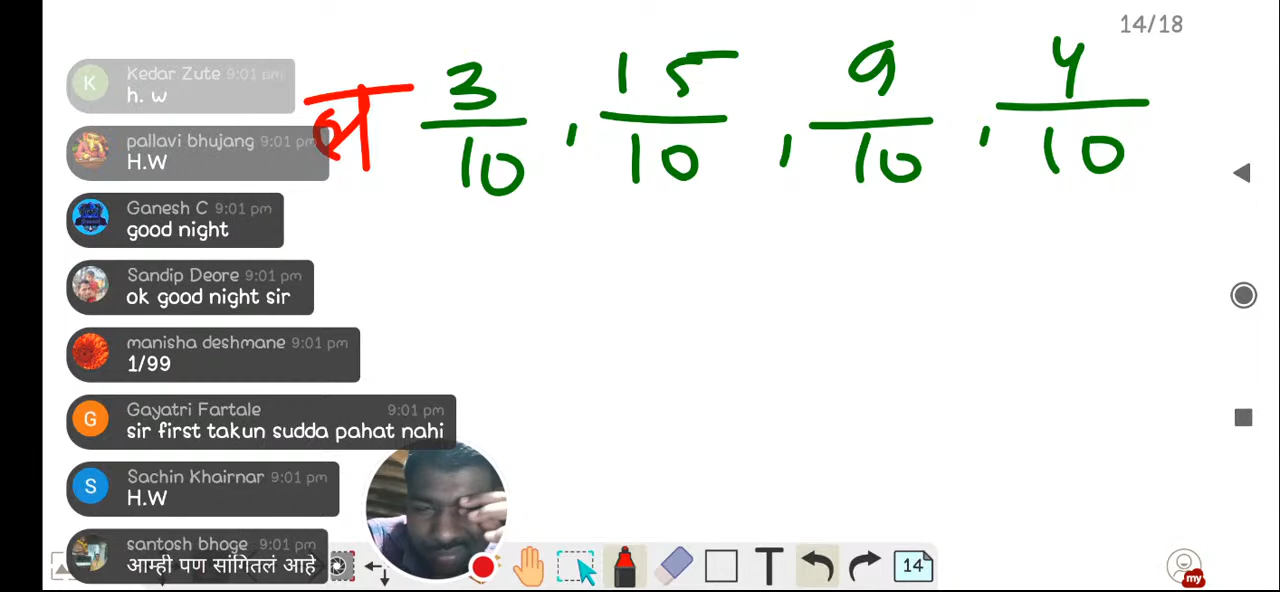 14/18
ब) 3/10 , 15/10 , 9/10 , 4/10
Kedar Zute 9:01 pm
h. w
pallavi bhujang 9:01 pm
H.W
Ganesh C 9:01 pm
good night
Sandip Deore 9:01 pm
ok good night sir
manisha deshmane 9:01 pm
1/99
Gayatri Fartale 9:01 pm
sir first takun sudda pahat nahi
Sachin Khairnar 9:01 pm
H.W
santosh bhoge 9:01 pm
आम्ही पण सांगितलं आहे
K
G
S
T
14
my